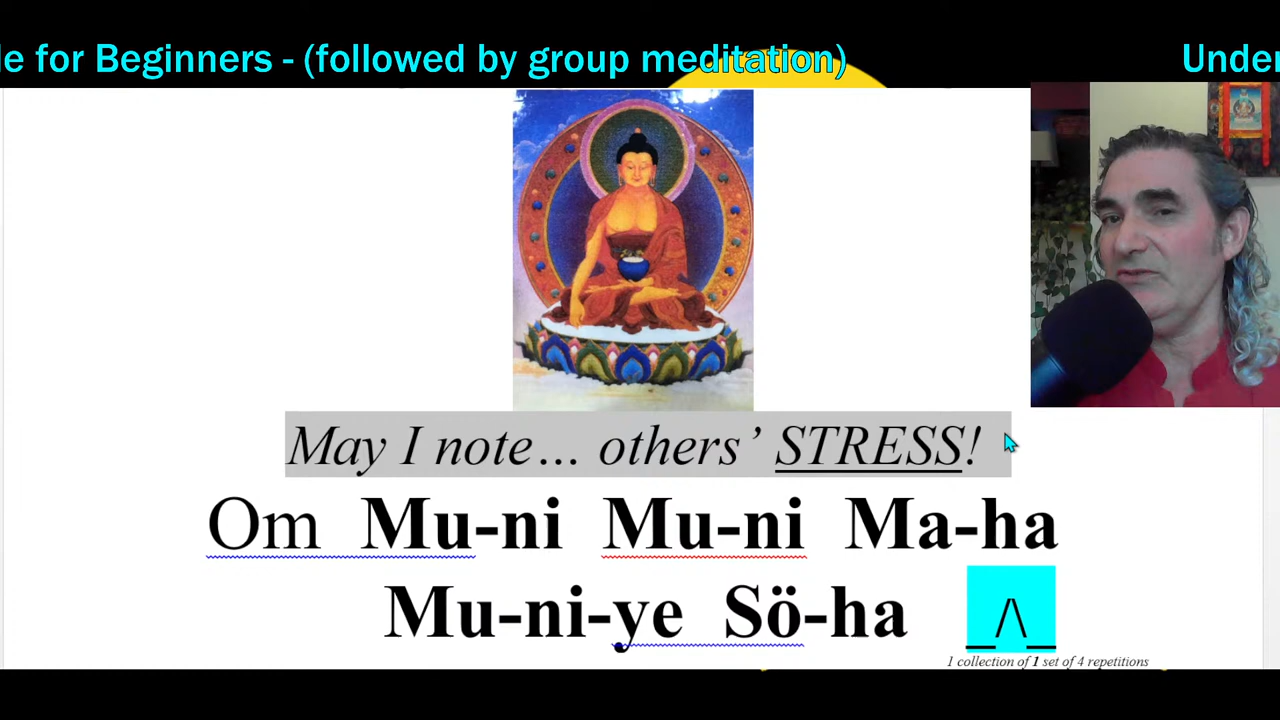 le for Beginners - (followed by group meditation) Under
May I note… others’ STRESS!
Om Mu-ni Mu-ni Ma-ha
Mu-ni-ye Sö-ha _/\_
1 collection of 1 set of 4 repetitions